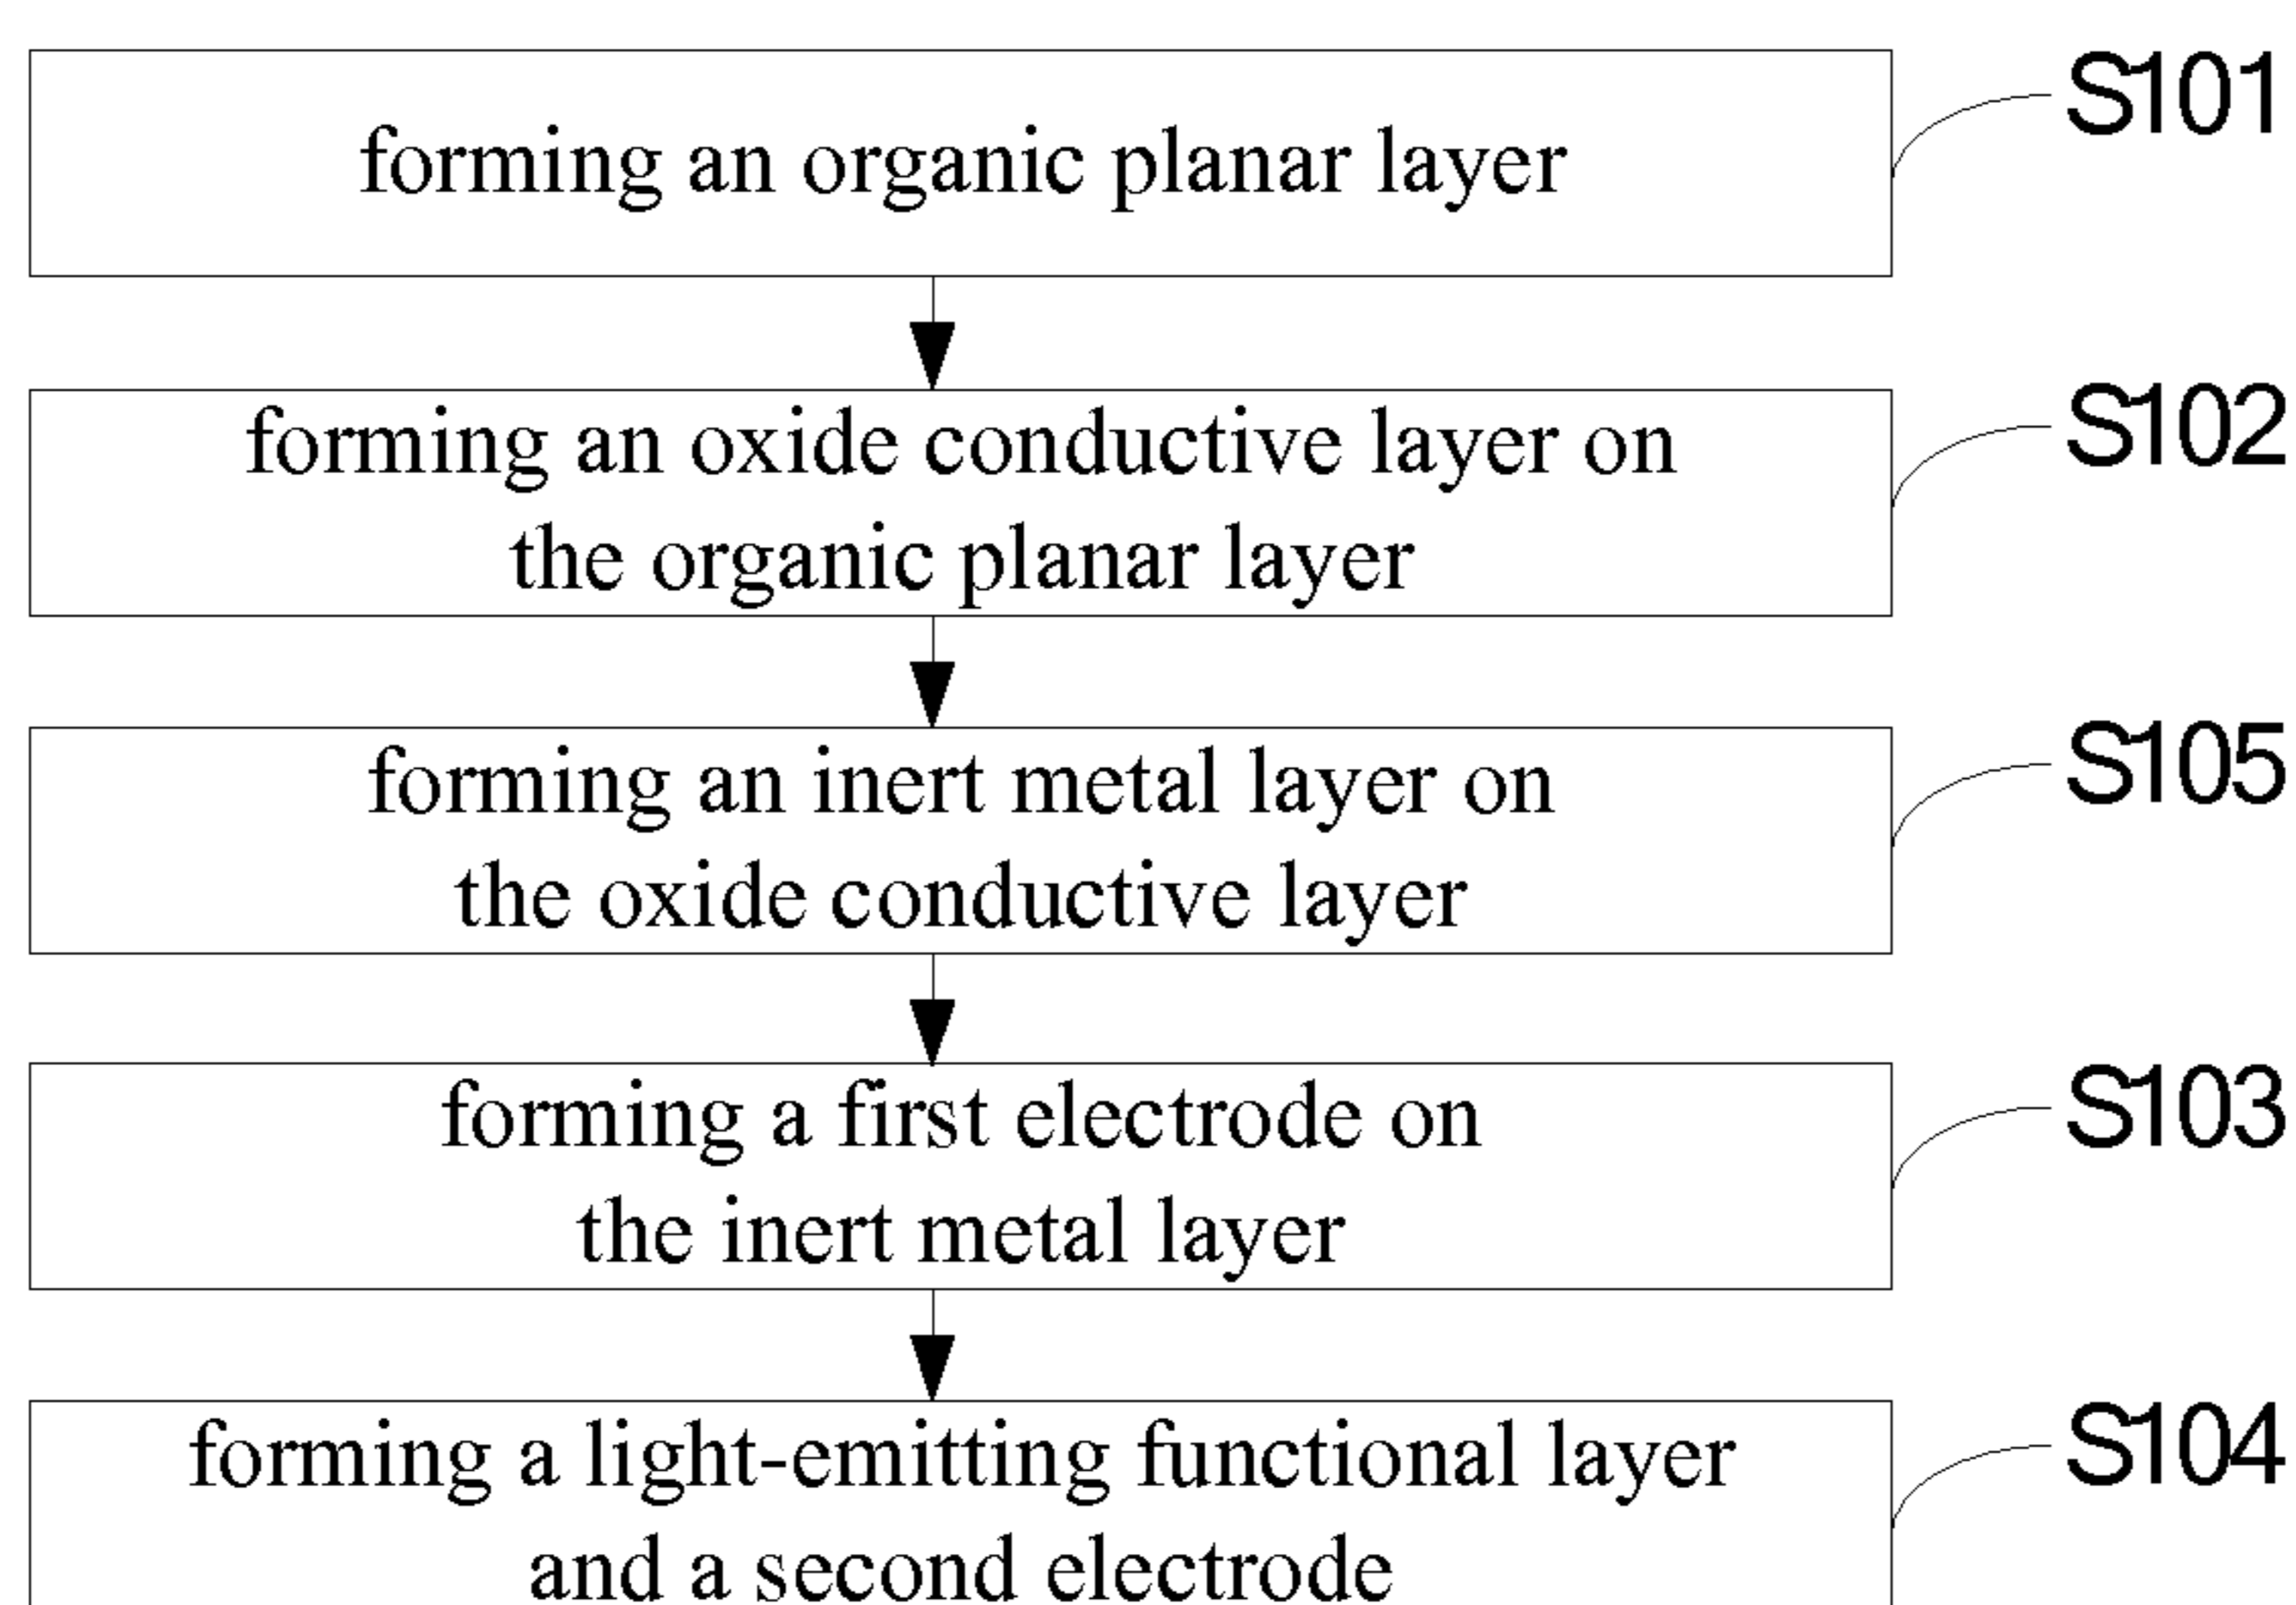 forming an organic planar layer
S101
forming an oxide conductive layer on
the organic planar layer
S102
forming an inert metal layer on
the oxide conductive layer
S105
forming a first electrode on
the inert metal layer
S103
forming a light-emitting functional layer
and a second electrode
S104